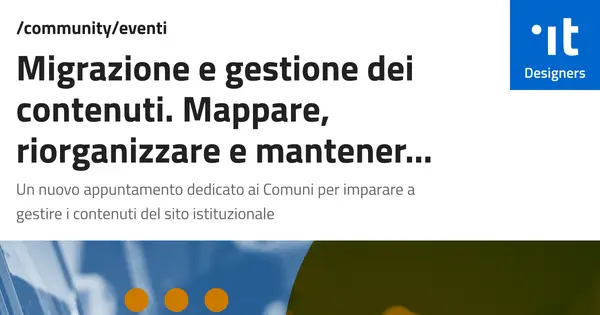 /community/eventi
Migrazione e gestione dei
contenuti. Mappare,
riorganizzare e mantener...
Un nuovo appuntamento dedicato ai Comuni per imparare a
gestire i contenuti del sito istituzionale
it
Designers